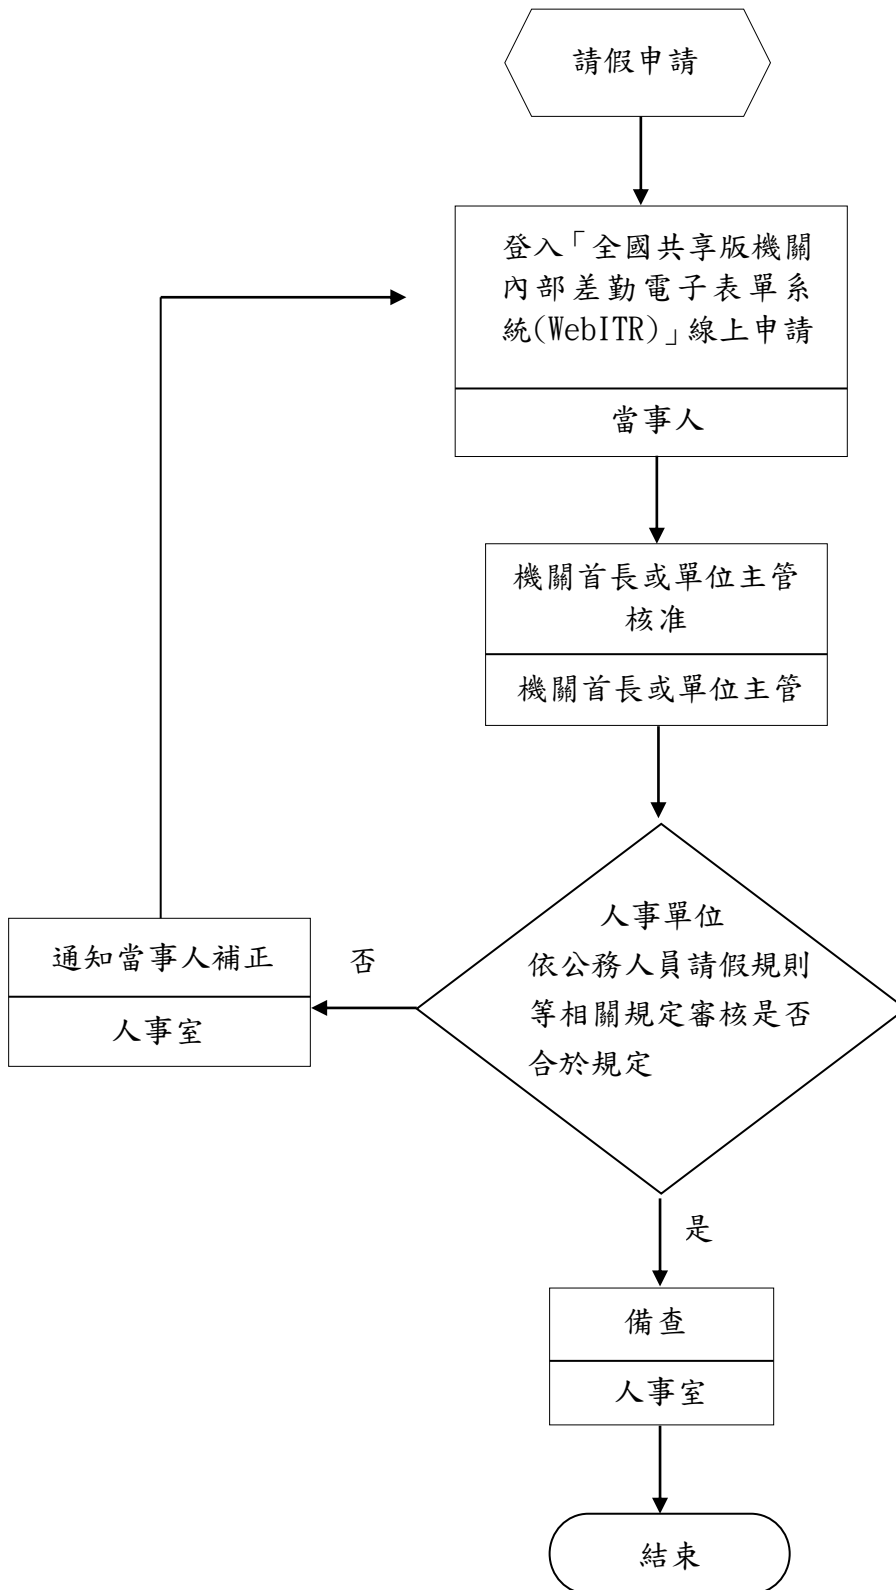 請假申請
登入「全國共享版機關
內部差勤電子表單系
統(WebITR)」線上申請
當事人
機關首長或單位主管
核准
機關首長或單位主管
人事單位
依公務人員請假規則
等相關規定審核是否
合於規定
否
通知當事人補正
人事室
是
備查
人事室
結束